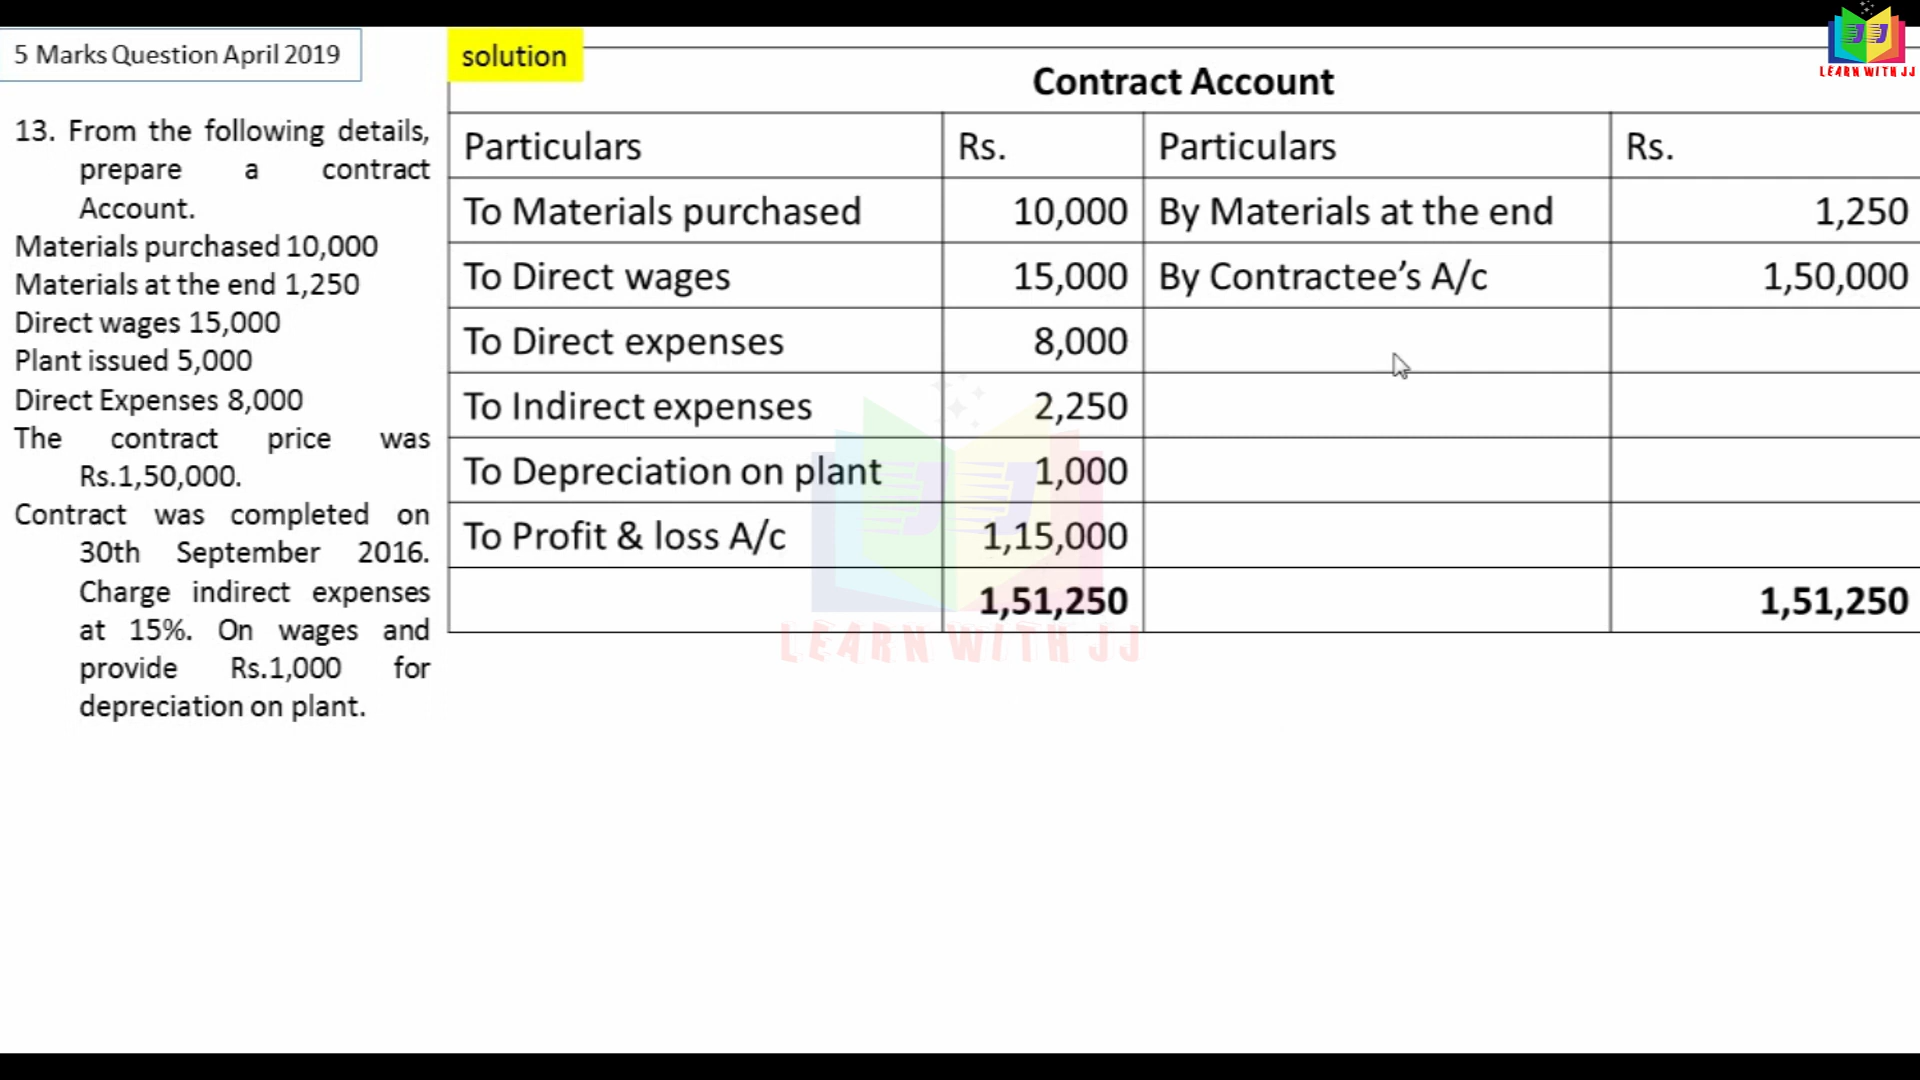 5 Marks Question April 2019
solution
LEARN WITH JJ
13. From the following details,
prepare a contract
Account.
Materials purchased 10,000
Materials at the end 1,250
Direct wages 15,000
Plant issued 5,000
Direct Expenses 8,000
The contract price was
Rs.1,50,000.
Contract was completed on
30th September 2016.
Charge indirect expenses
at 15%. On wages and
provide Rs.1,000 for
depreciation on plant.
Contract Account
Particulars Rs. Particulars Rs.
To Materials purchased 10,000 By Materials at the end 1,250
To Direct wages 15,000 By Contractee’s A/c 1,50,000
To Direct expenses 8,000
To Indirect expenses 2,250
To Depreciation on plant 1,000
To Profit & loss A/c 1,15,000
1,51,250 1,51,250
JJ
LEARN WITH JJ